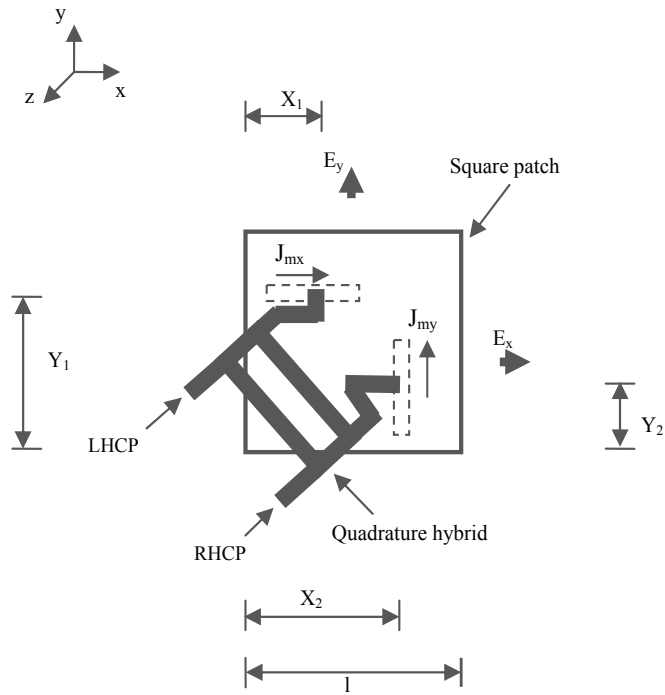 y
z
x
X1
Ey
Square patch
Jmx
Jmy
Y1
Ex
Y2
LHCP
Quadrature hybrid
RHCP
X2
l